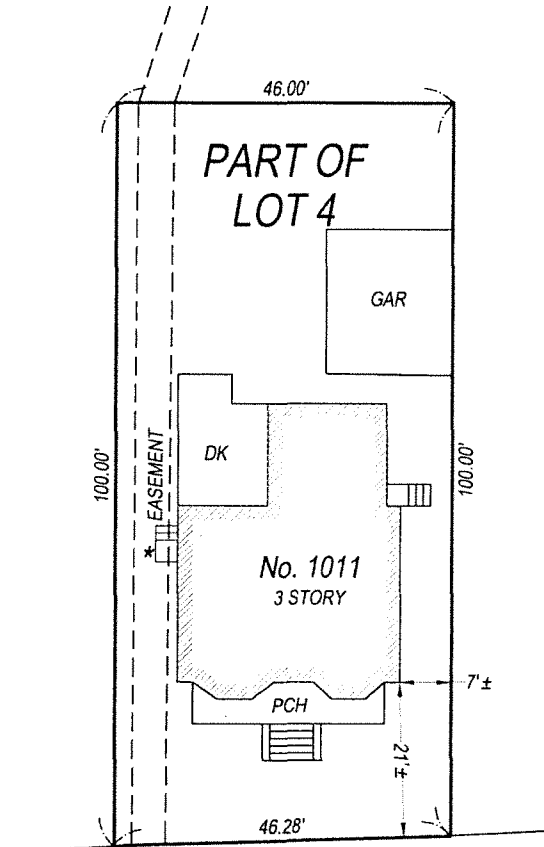 46.00'
PART OF
LOT 4
GAR
100.00'
EASEMENT
DK
100.00'
*
No. 1011
3 STORY
7'±
PCH
21'±
46.28'